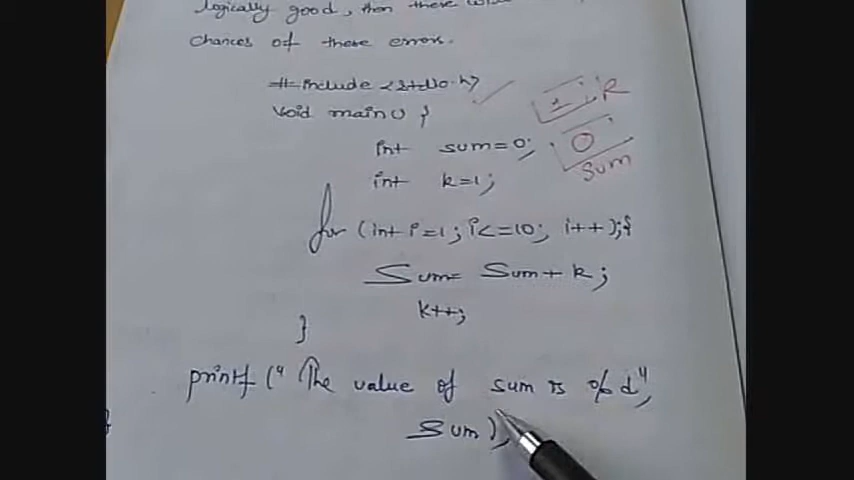 logically good, then there
chances of these errors.
#include <stdio.h>
void main() {
int sum=0;
int k=1;
for (int i=1; i<=10; i++);{
Sum= Sum+k;
k++;
}
printf ("The value of sum is %d",
Sum);
1 K
0
Sum